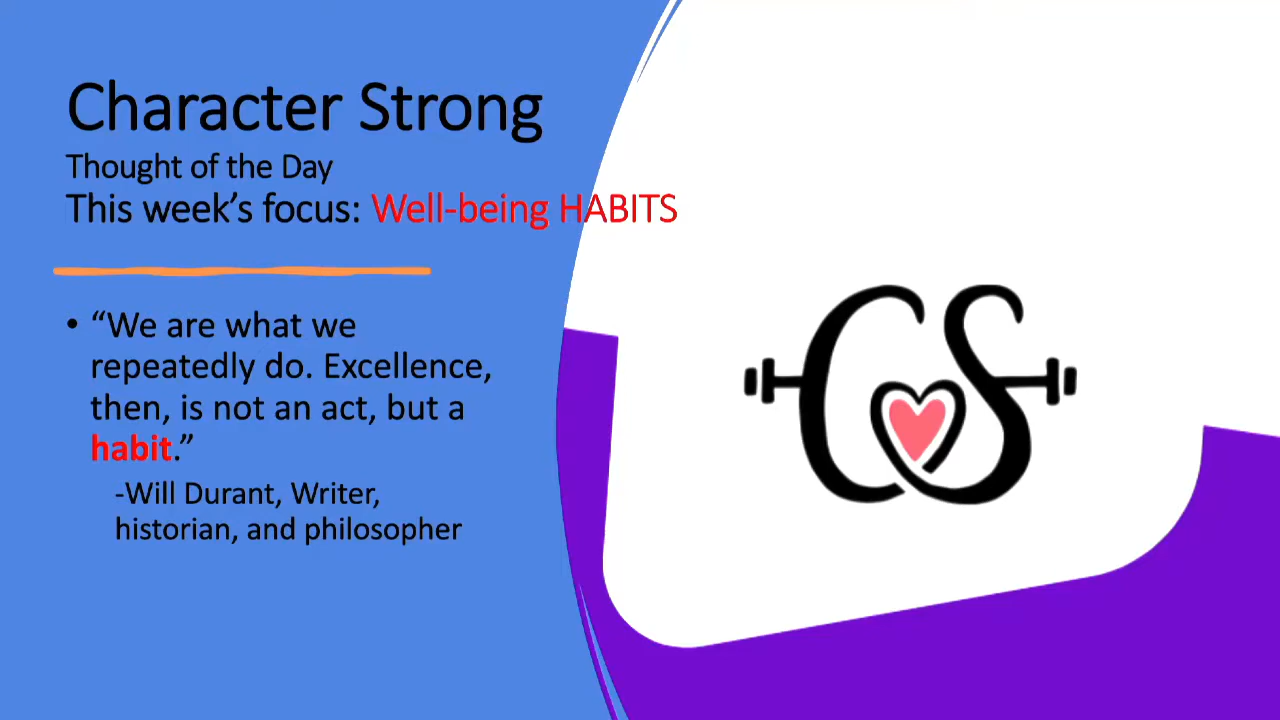 Character Strong
Thought of the Day
This week’s focus: Well-being HABITS
• “We are what we
repeatedly do. Excellence,
then, is not an act, but a
habit.”
-Will Durant, Writer,
historian, and philosopher
CS